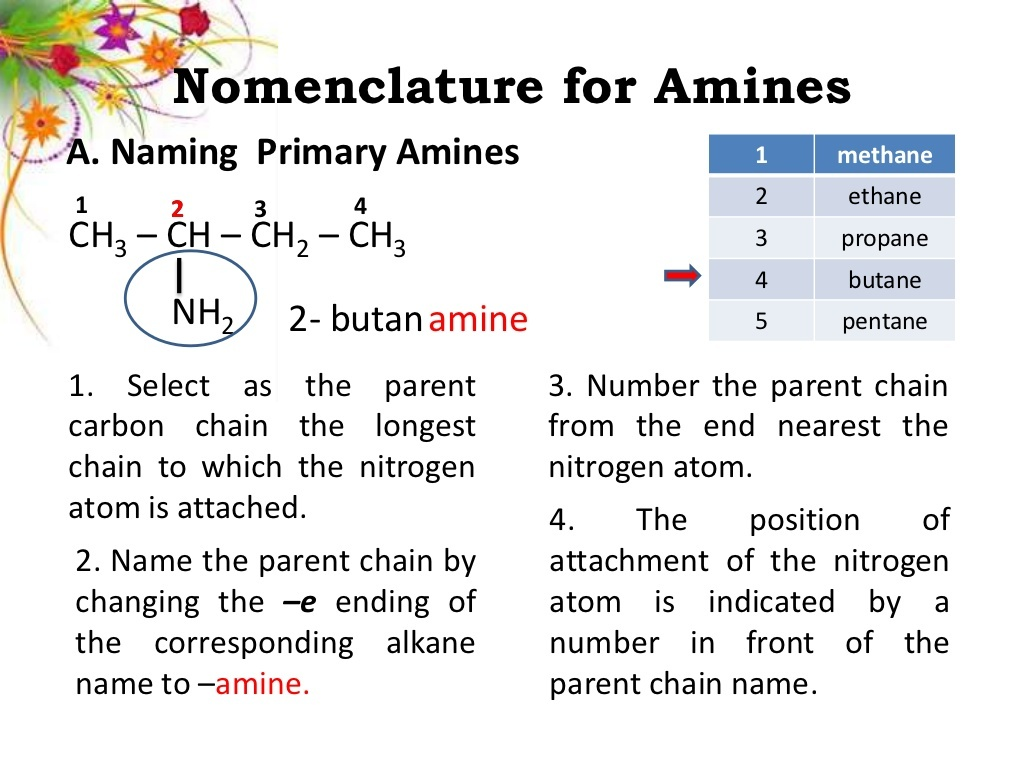 Nomenclature for Amines
A. Naming Primary Amines
1 2 3 4
CH3 – CH – CH2 – CH3
NH2
2- butanamine
1 methane
2 ethane
3 propane
4 butane
5 pentane
1. Select as the parent
carbon chain the longest
chain to which the nitrogen
atom is attached.
2. Name the parent chain by
changing the –e ending of
the corresponding alkane
name to –amine.
3. Number the parent chain
from the end nearest the
nitrogen atom.
4. The position of
attachment of the nitrogen
atom is indicated by a
number in front of the
parent chain name.